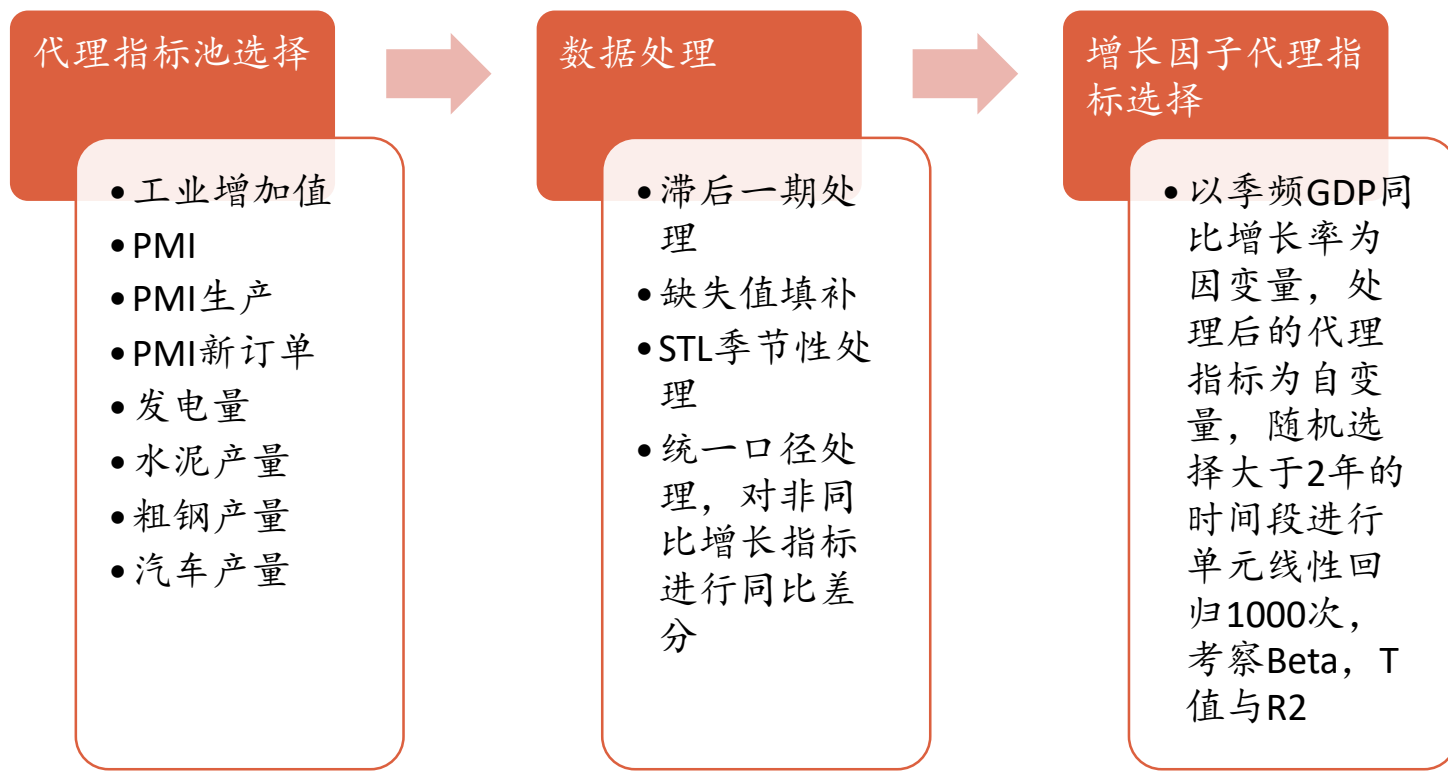 代理指标池选择
•工业增加值
•PMI
•PMI生产
•PMI新订单
•发电量
•水泥产量
•粗钢产量
•汽车产量
数据处理
•滞后一期处
理
•缺失值填补
•STL季节性处
理
•统一口径处
理，对非同
比增长指标
进行同比差
分
增长因子代理指
标选择
•以季频GDP同
比增长率为
因变量，处
理后的代理
指标为自变
量，随机选
择大于2年的
时间段进行
单元线性回
归1000次，
考察Beta，T
值与R2